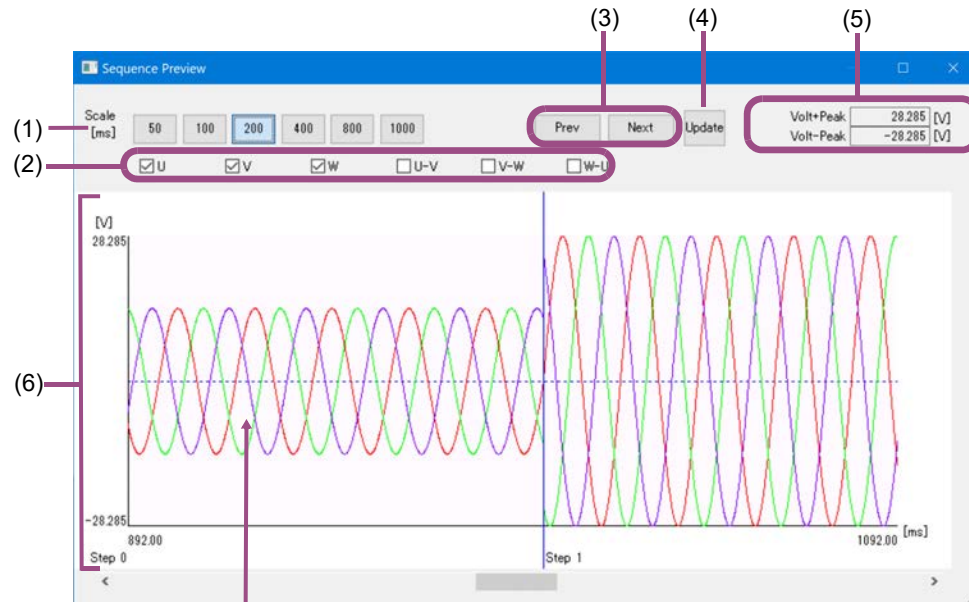 (3) (4) (5)
Sequence Preview
(1) Scale [ms] 50 100 200 400 800 1000 Prev Next Update Volt+Peak 28.285 [V]
Volt-Peak -28.285 [V]
(2) U V W U-V V-W W-U
[V]
28.285
(6)
-28.285
892.00 1092.00 [ms]
Step 0 Step 1